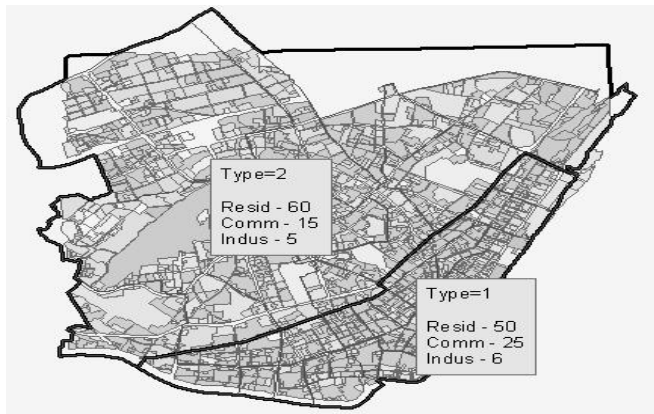 Type=2
Resid - 60
Comm - 15
Indus - 5
Type=1
Resid - 50
Comm - 25
Indus - 6